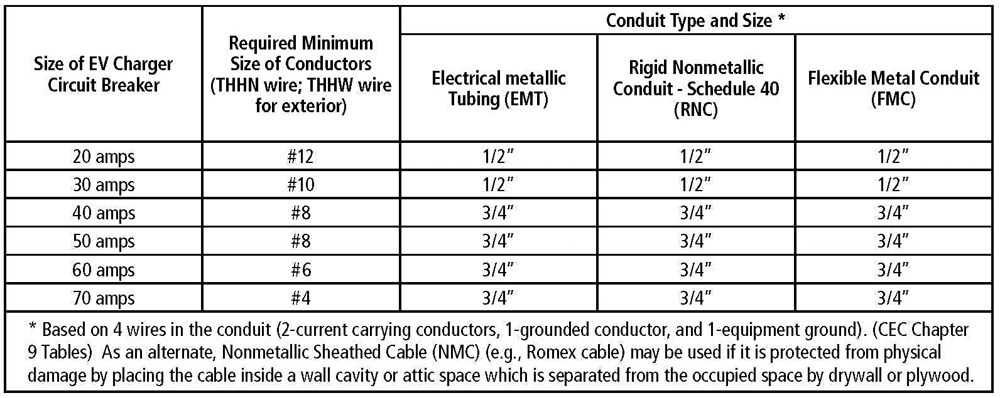 Conduit Type and Size *
Size of EV Charger
Circuit Breaker
Required Minimum
Size of Conductors
(THHN wire; THHW wire
for exterior)
Electrical metallic
Tubing (EMT)
Rigid Nonmetallic
Conduit - Schedule 40
(RNC)
Flexible Metal Conduit
(FMC)
20 amps #12 1/2” 1/2” 1/2”
30 amps #10 1/2” 1/2” 1/2”
40 amps #8 3/4” 3/4” 3/4”
50 amps #8 3/4” 3/4” 3/4”
60 amps #6 3/4” 3/4” 3/4”
70 amps #4 3/4” 3/4” 3/4”
* Based on 4 wires in the conduit (2-current carrying conductors, 1-grounded conductor, and 1-equipment ground). (CEC Chapter
9 Tables) As an alternate, Nonmetallic Sheathed Cable (NMC) (e.g., Romex cable) may be used if it is protected from physical
damage by placing the cable inside a wall cavity or attic space which is separated from the occupied space by drywall or plywood.